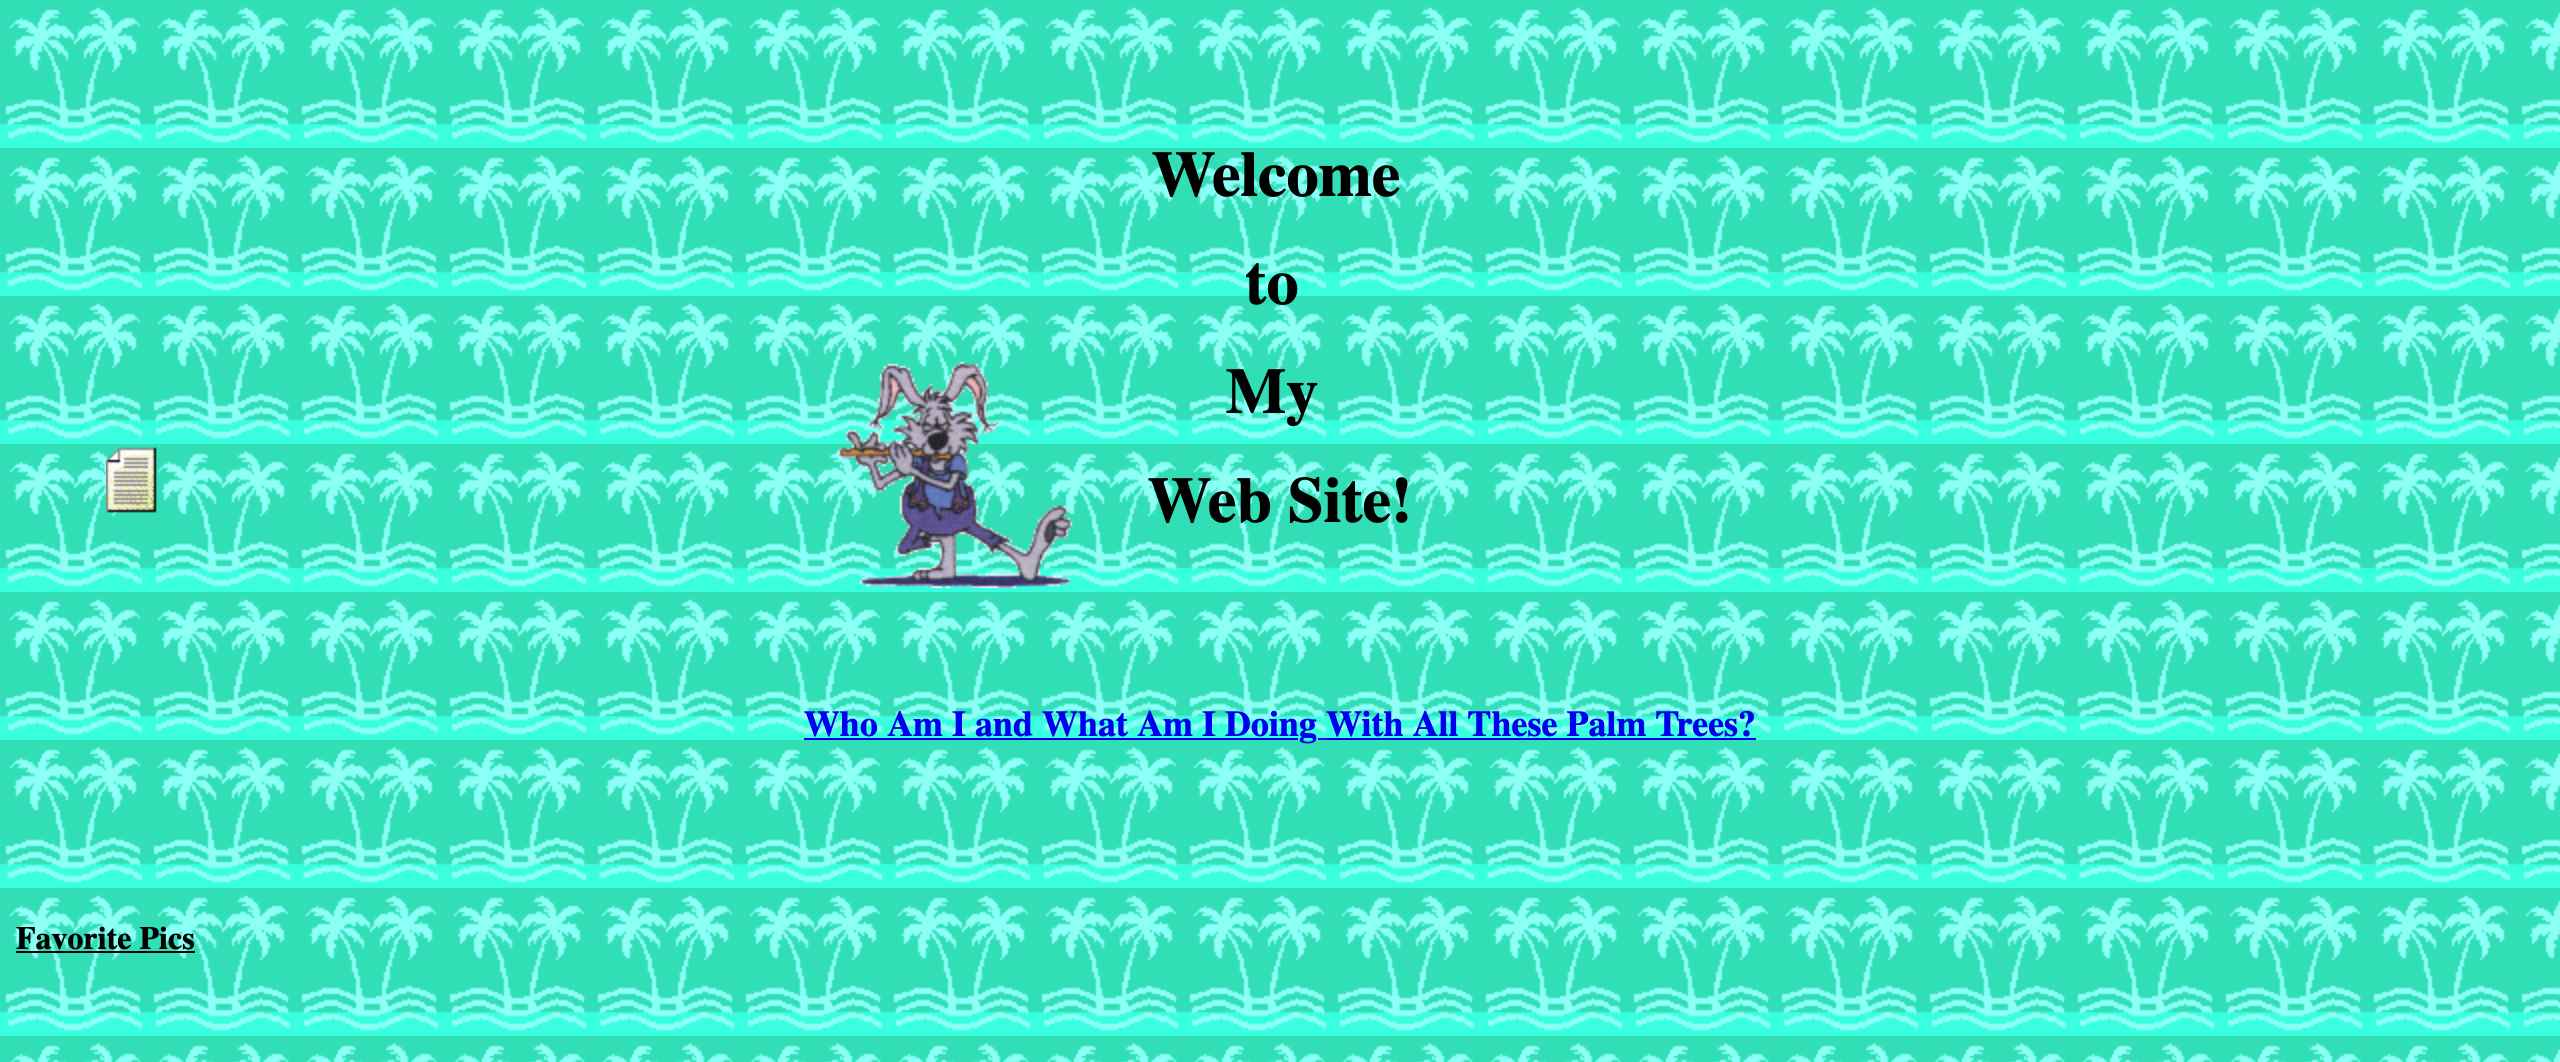 Welcome
to
My
Web Site!
Who Am I and What Am I Doing With All These Palm Trees?
Favorite Pics